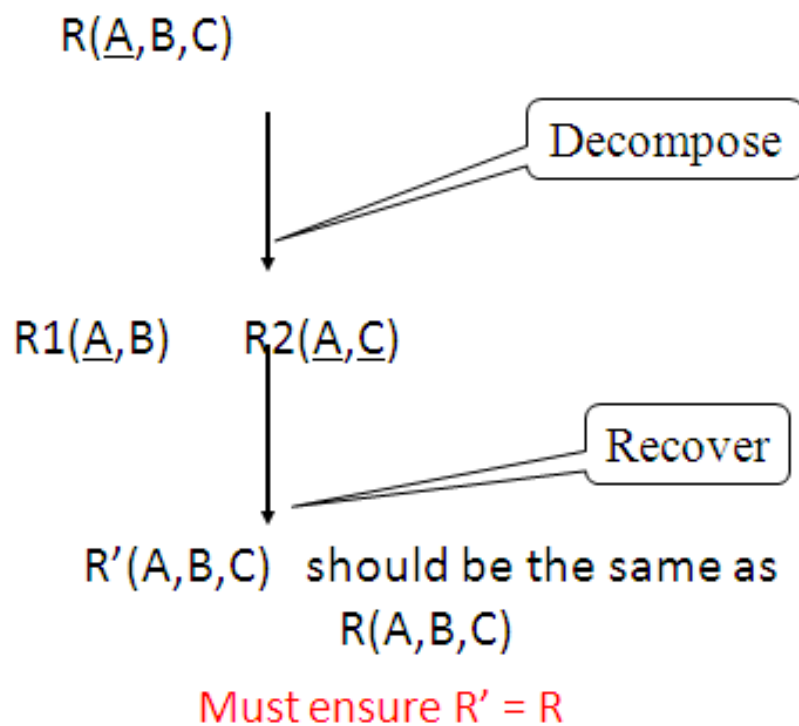 R(A,B,C)
Decompose
R1(A,B) R2(A,C)
Recover
R’(A,B,C) should be the same as
R(A,B,C)
Must ensure R’ = R